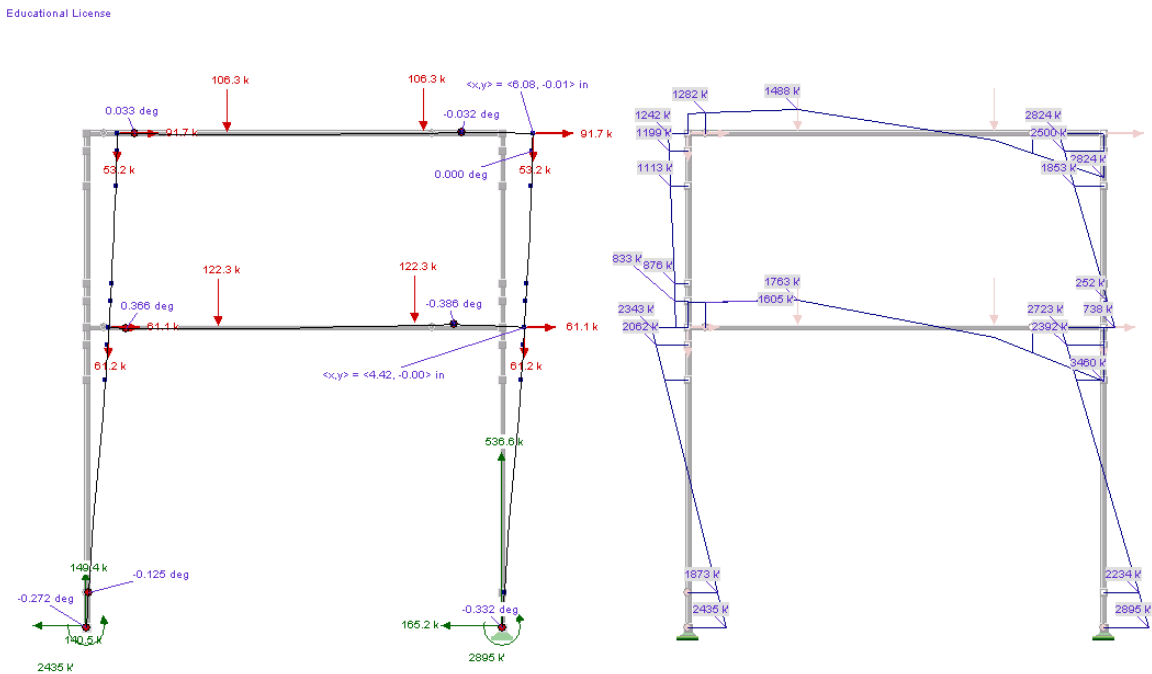 Educational License
106.3 k
106.3 k
<x,y> = <6.08, -0.01> in
0.033 deg
-0.032 deg
91.7 k
91.7 k
53.2 k
0.000 deg
53.2 k
122.3 k
122.3 k
0.366 deg
-0.386 deg
61.1 k
61.1 k
61.2 k
61.2 k
<x,y> = <4.42, -0.00> in
536.6 k
149.4 k
-0.125 deg
-0.272 deg
-0.332 deg
140.5 k
165.2 k
2435 k'
2895 k'
1282 k'
1488 k'
1242 k'
1199 k'
1113 k'
2824 k'
2500 k'
2824 k'
1853 k'
833 k'
876 k'
1763 k'
1605 k'
252 k'
2343 k'
2062 k'
2723 k'
738 k'
2392 k'
3460 k'
1873 k'
2234 k'
2435 k'
2895 k'